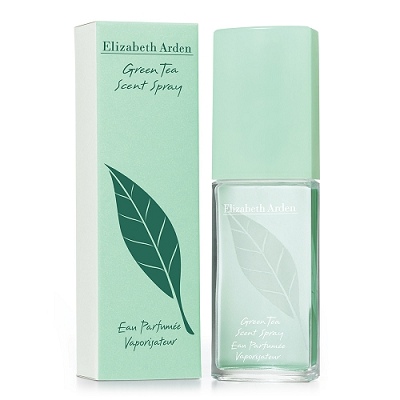 Elizabeth Arden
Green Tea
Scent Spray
Eau Parfumée
Vaporisateur
Elizabeth Arden
Green Tea
Scent Spray
Eau Parfumée
Vaporisateur